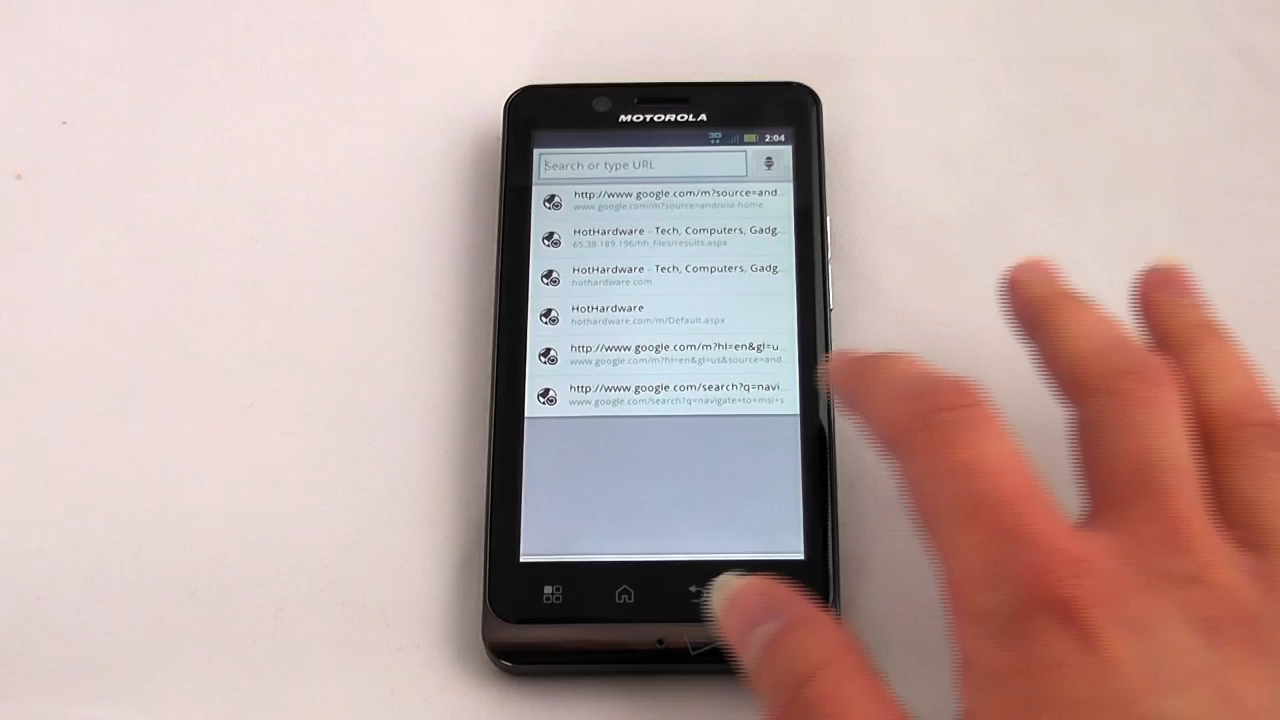 MOTOROLA
3G 2:04
Search or type URL
http://www.google.com/m?source=and...
www.google.com/m?source=android-home
HotHardware - Tech, Computers, Gadg...
65.38.189.196/hh_files/results.aspx
HotHardware - Tech, Computers, Gadg...
hothardware.com
HotHardware
hothardware.com/m/Default.aspx
http://www.google.com/m?hl=en&gl=u...
www.google.com/m?hl=en&gl=us&source=and...
http://www.google.com/search?q=navi...
www.google.com/search?q=navigate+to+msi+s...